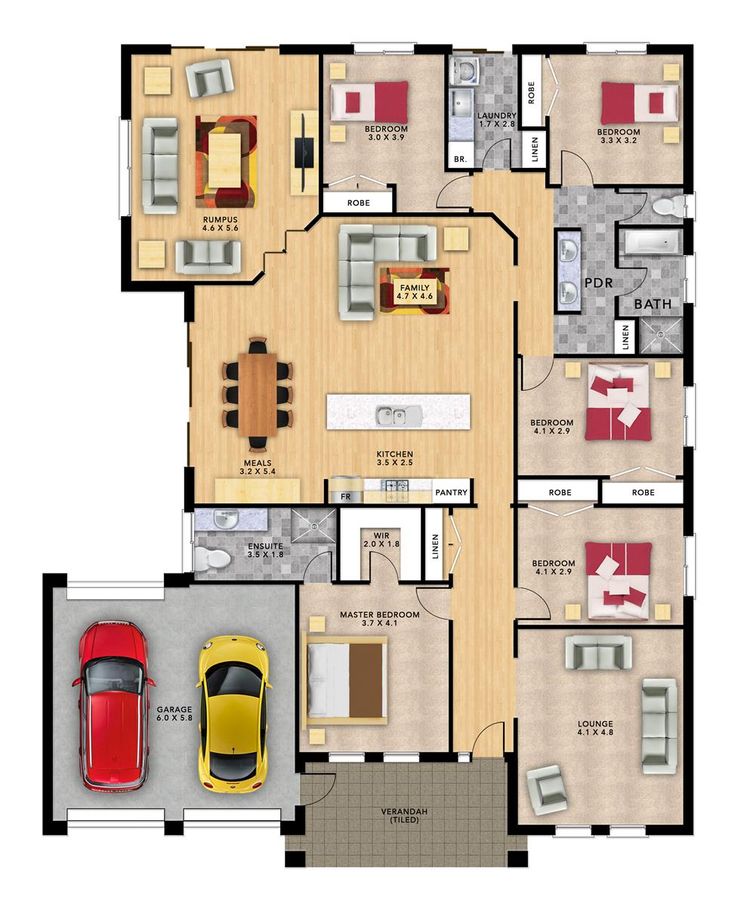 BEDROOM
3.0 X 3.9
LAUNDRY
1.7 X 2.8
ROBE
BEDROOM
3.3 X 3.2
BR.
LINEN
ROBE
RUMPUS
4.6 X 5.6
FAMILY
4.7 X 4.6
PDR
BATH
LINEN
BEDROOM
4.1 X 2.9
KITCHEN
3.5 X 2.5
MEALS
3.2 X 5.4
FR
PANTRY
ROBE
ROBE
ENSUITE
3.5 X 1.8
WIR
2.0 X 1.8
LINEN
BEDROOM
4.1 X 2.9
MASTER BEDROOM
3.7 X 4.1
GARAGE
6.0 X 5.8
LOUNGE
4.1 X 4.8
VERANDAH
(TILED)